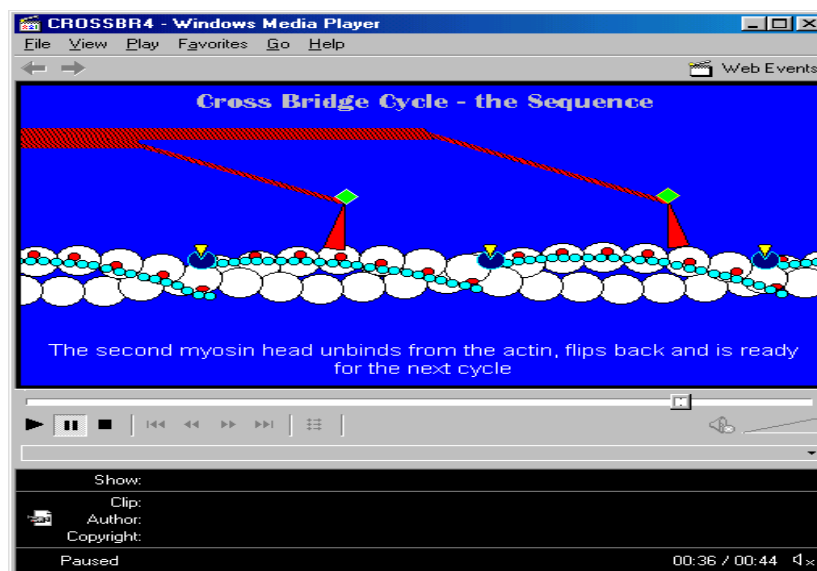 CROSSBR4 - Windows Media Player
File View Play Favorites Go Help
Web Events
Cross Bridge Cycle - the Sequence
The second myosin head unbinds from the actin, flips back and is ready
for the next cycle
Show:
Clip:
Author:
Copyright:
Paused 00:36 / 00:44